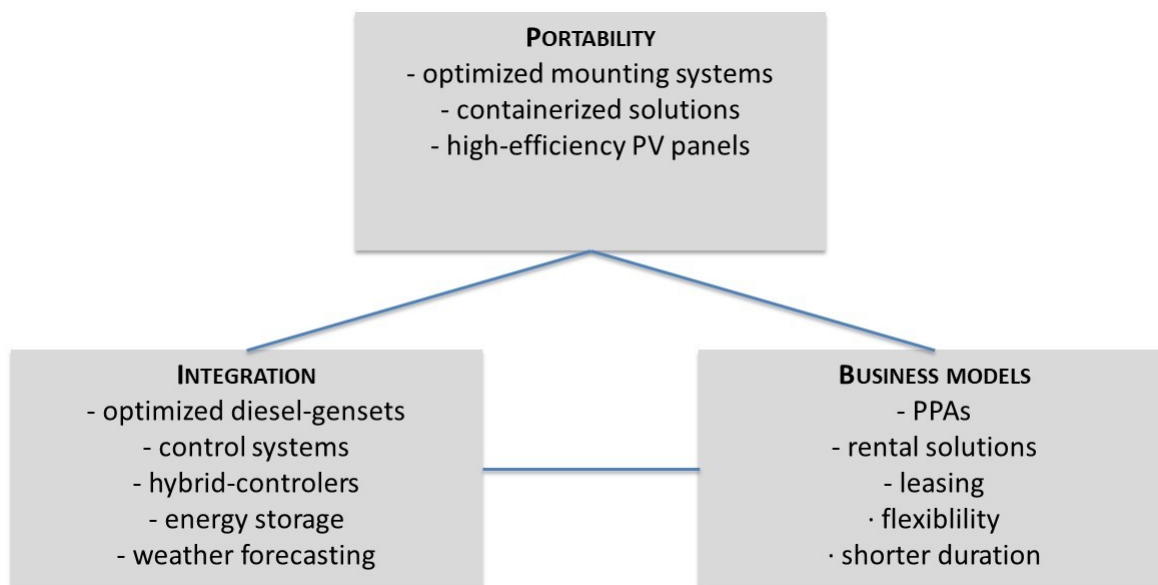 PORTABILITY
- optimized mounting systems
- containerized solutions
- high-efficiency PV panels
INTEGRATION
- optimized diesel-gensets
- control systems
- hybrid-controlers
- energy storage
- weather forecasting
BUSINESS MODELS
- PPAs
- rental solutions
- leasing
· flexiblility
· shorter duration